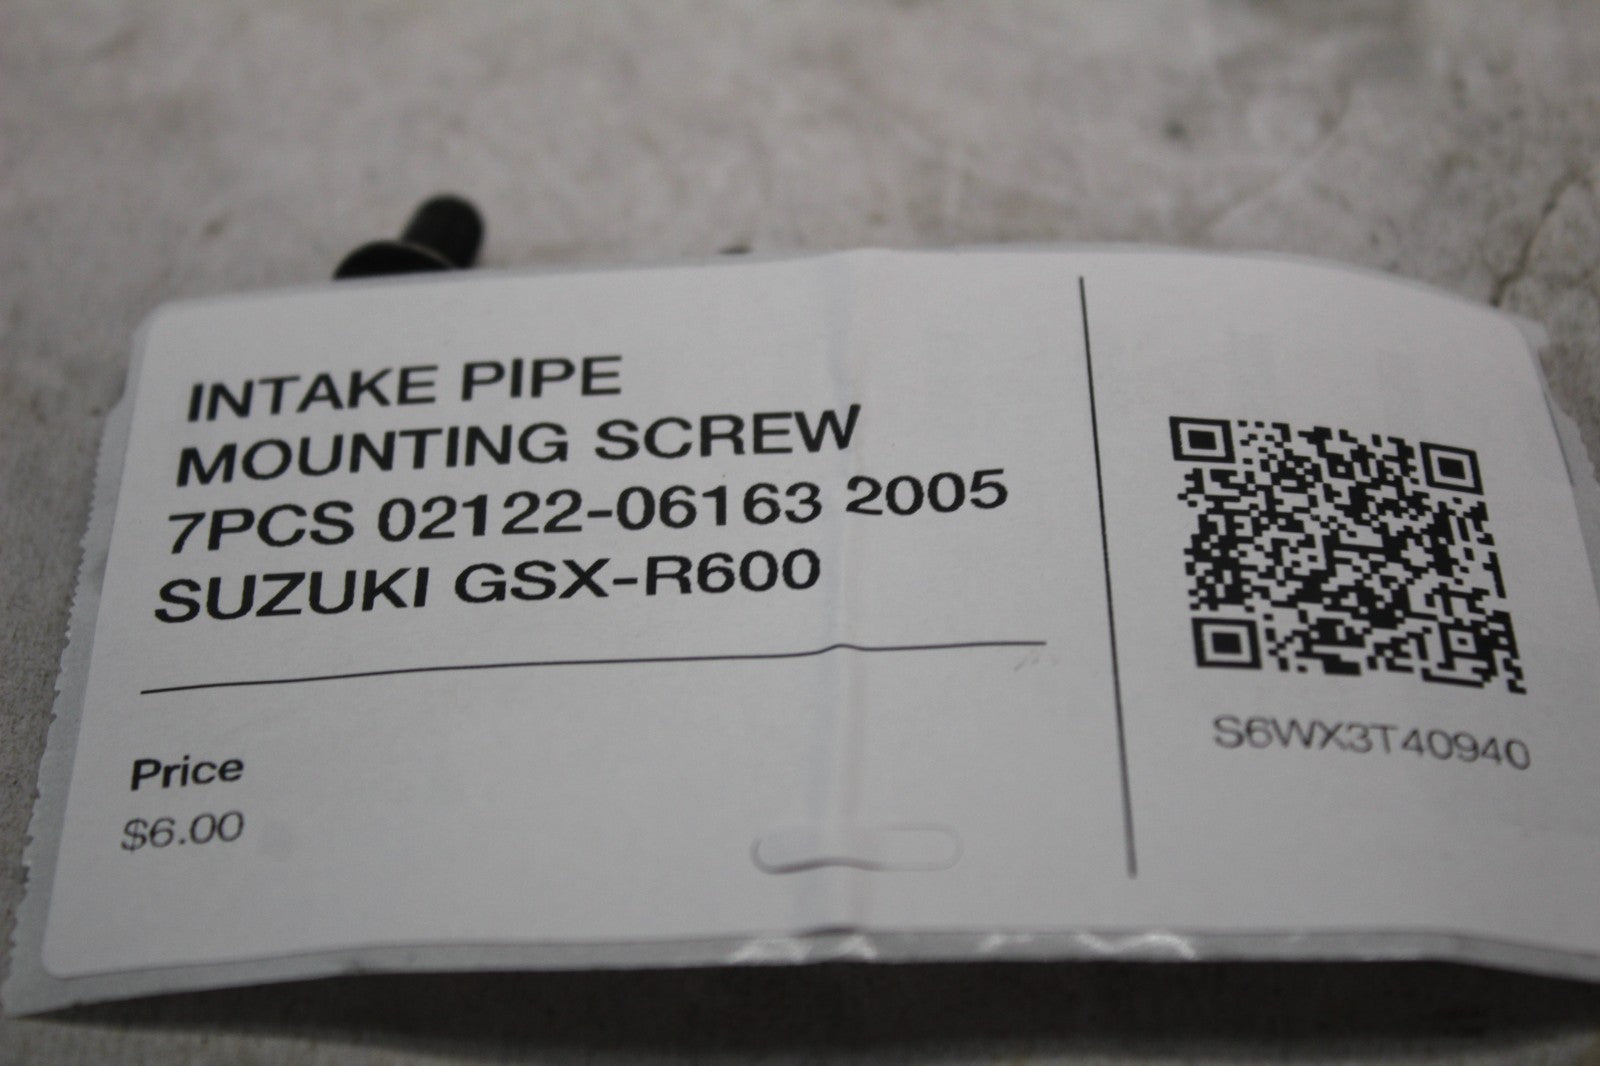 INTAKE PIPE
MOUNTING SCREW
7PCS 02122-06163 2005
SUZUKI GSX-R600
Price
$6.00
S6WX3T40940